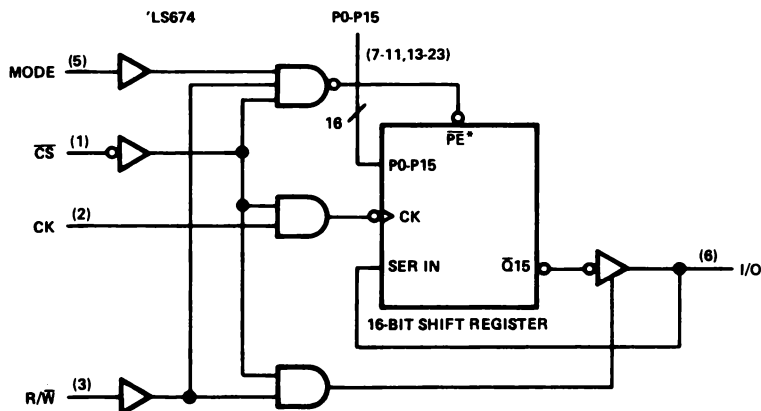 'LS674
P0-P15
MODE (5)
(7-11,13-23)
16
PE*
CS (1)
P0-P15
CK (2)
CK
SER IN
Q15
(6)
I/O
16-BIT SHIFT REGISTER
R/W (3)